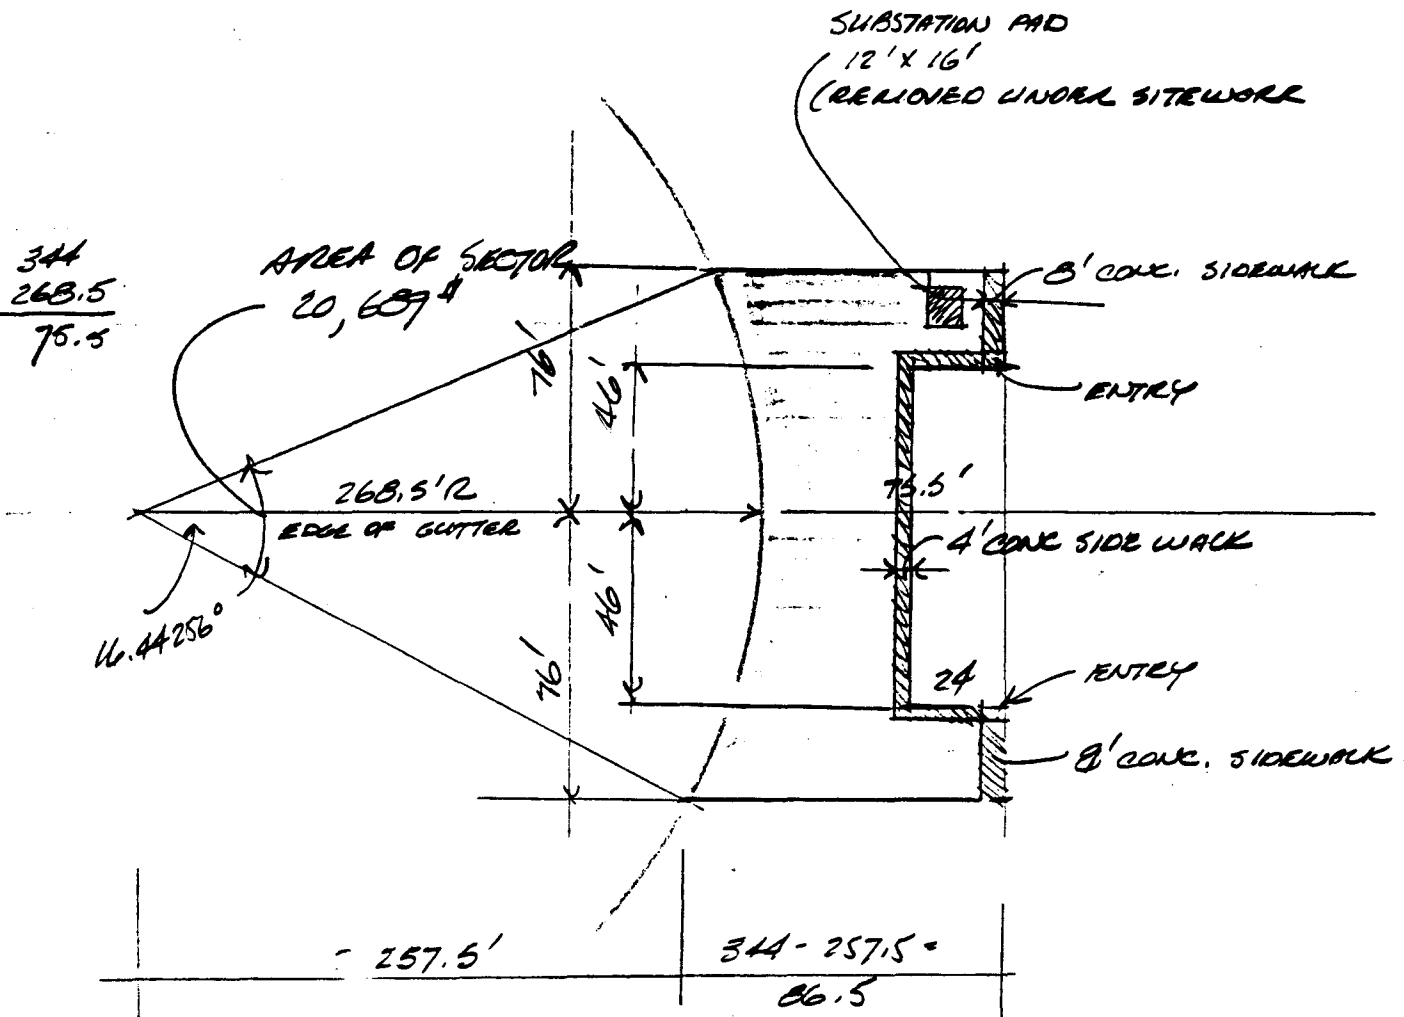 SUBSTATION PAD
12' X 16'
(REMOVED UNDER SITEWORK
344
268.5
75.5
AREA OF SECTOR
20,689
8' CONC. SIDEWALK
76'
46'
ENTRY
268.5'R
EDGE OF GUTTER
75.5'
4' CONC SIDE WALK
16.44256°
46'
76'
24
ENTRY
8' CONC. SIDEWALK
257.5'
344 - 257.5 =
86.5